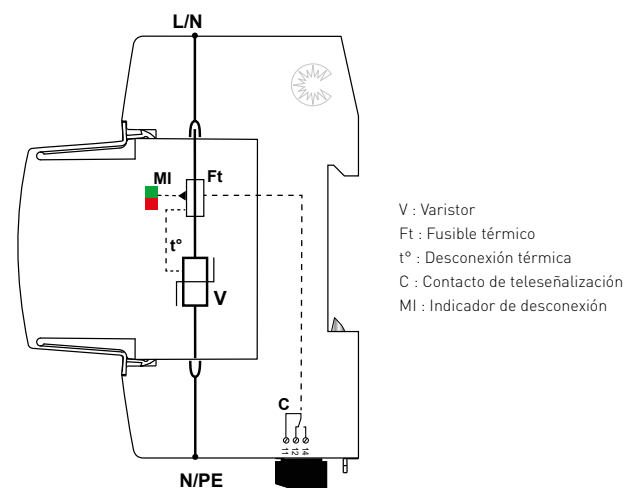 L/N
MI
Ft
t°
V
C
11
12
14
N/PE
V : Varistor
Ft : Fusible térmico
t° : Desconexión térmica
C : Contacto de teleseñalización
MI : Indicador de desconexión